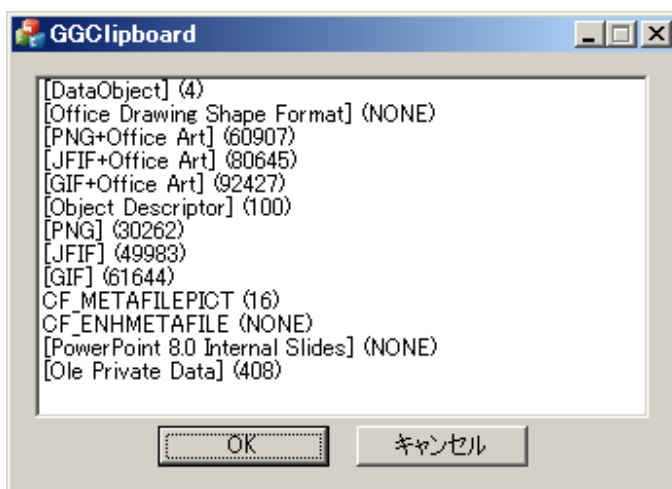 GGClipboard
[DataObject] (4)
[Office Drawing Shape Format] (NONE)
[PNG+Office Art] (60907)
[JFIF+Office Art] (80645)
[GIF+Office Art] (92427)
[Object Descriptor] (100)
[PNG] (30262)
[JFIF] (49983)
[GIF] (61644)
CF_METAFILEPICT (16)
CF_ENHMETAFILE (NONE)
[PowerPoint 8.0 Internal Slides] (NONE)
[Ole Private Data] (408)
OK キャンセル